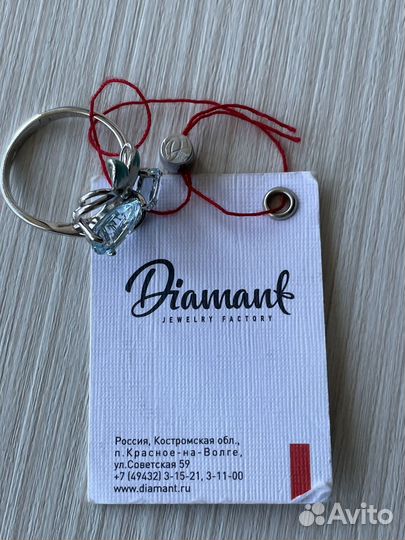 Diamant
JEWELRY FACTORY
Россия, Костромская обл.,
п.Красное-на-Волге,
ул.Советская 59
+7 (49432) 3-15-21, 3-11-00
www.diamant.ru
Avito